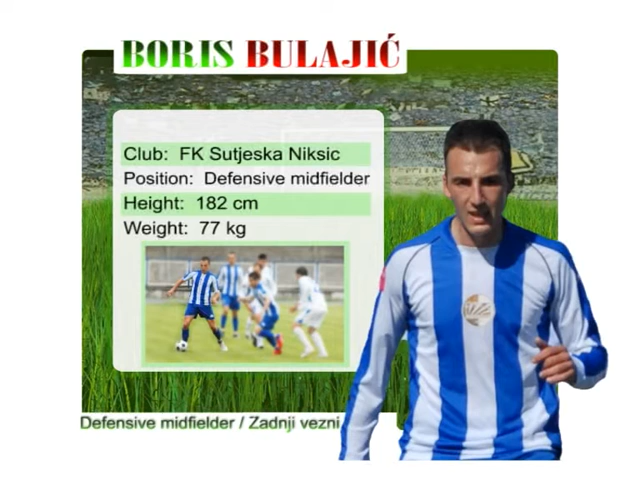 BORIS BULAJIĆ
Club: FK Sutjeska Niksic
Position: Defensive midfielder
Height: 182 cm
Weight: 77 kg
Defensive midfielder / Zadnji vezni